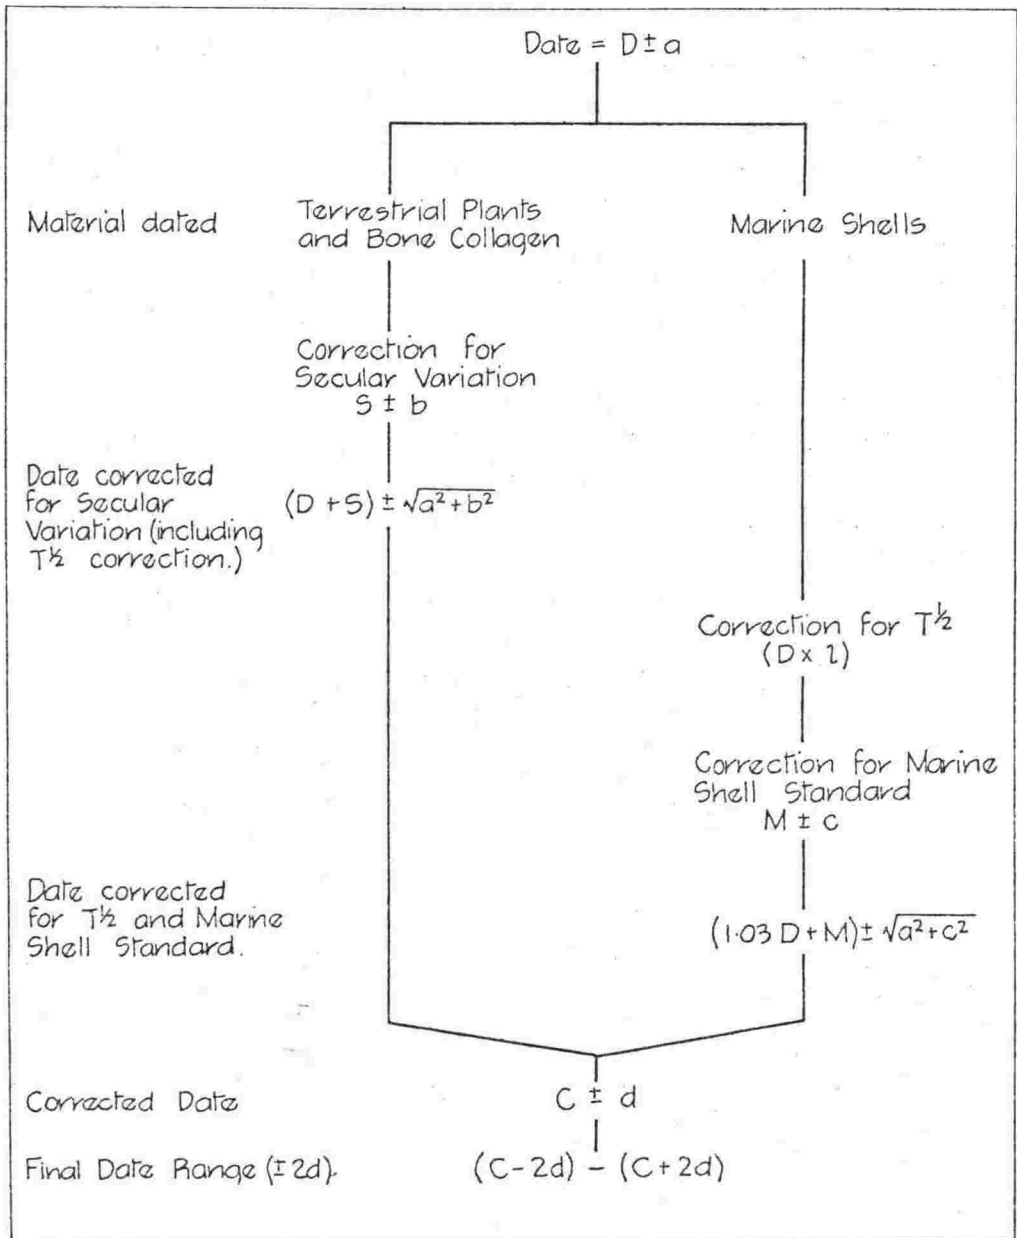 Date = D ± a
Material dated
Terrestrial Plants
and Bone Collagen
Marine Shells
Correction for
Secular Variation
S ± b
Date corrected
for Secular
Variation (including
T½ correction.)
(D + S) ± √a² + b²
Correction for T½
(D x 1)
Correction for Marine
Shell Standard
M ± c
Date corrected
for T½ and Marine
Shell Standard.
(1·03 D + M) ± √a² + c²
Corrected Date
C ± d
Final Date Range (± 2d).
(C - 2d) - (C + 2d)